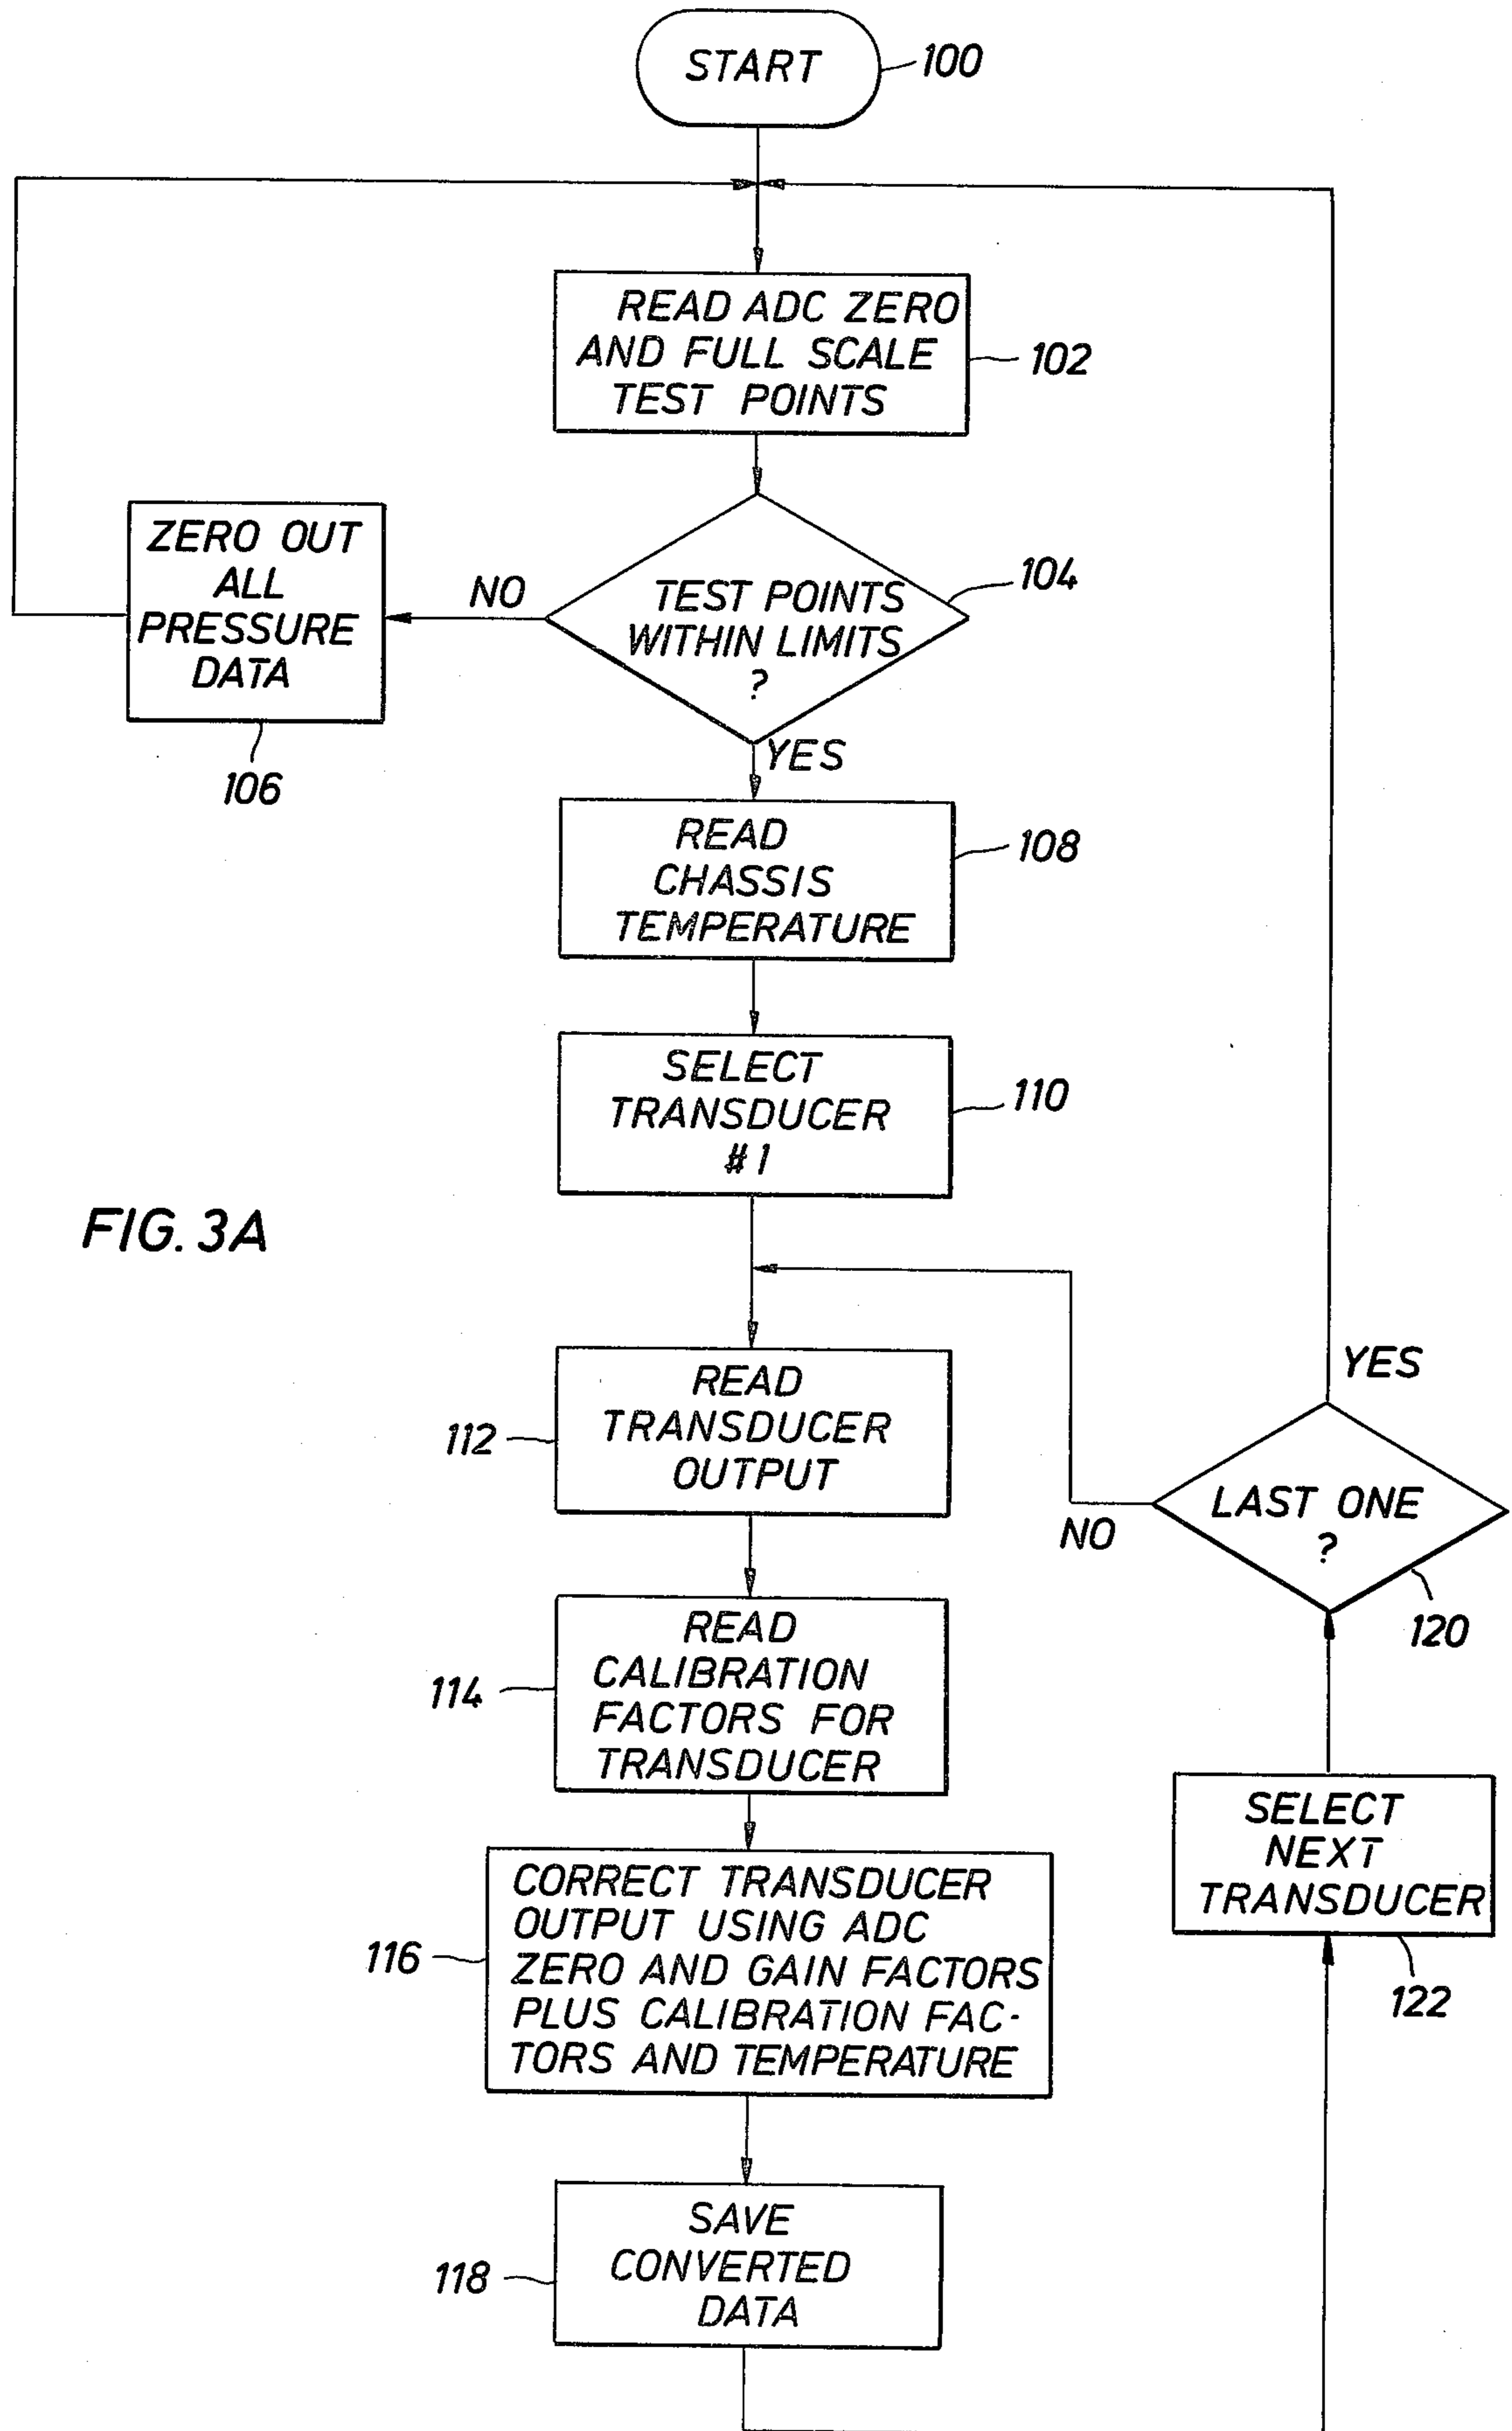 START
100
READ ADC ZERO
AND FULL SCALE
TEST POINTS
102
ZERO OUT
ALL
PRESSURE
DATA
106
NO
TEST POINTS
WITHIN LIMITS
?
104
YES
READ
CHASSIS
TEMPERATURE
108
SELECT
TRANSDUCER
#1
110
FIG. 3A
READ
TRANSDUCER
OUTPUT
112
YES
LAST ONE
?
NO
120
READ
CALIBRATION
FACTORS FOR
TRANSDUCER
114
SELECT
NEXT
TRANSDUCER
122
CORRECT TRANSDUCER
OUTPUT USING ADC
ZERO AND GAIN FACTORS
PLUS CALIBRATION FAC-
TORS AND TEMPERATURE
116
SAVE
CONVERTED
DATA
118